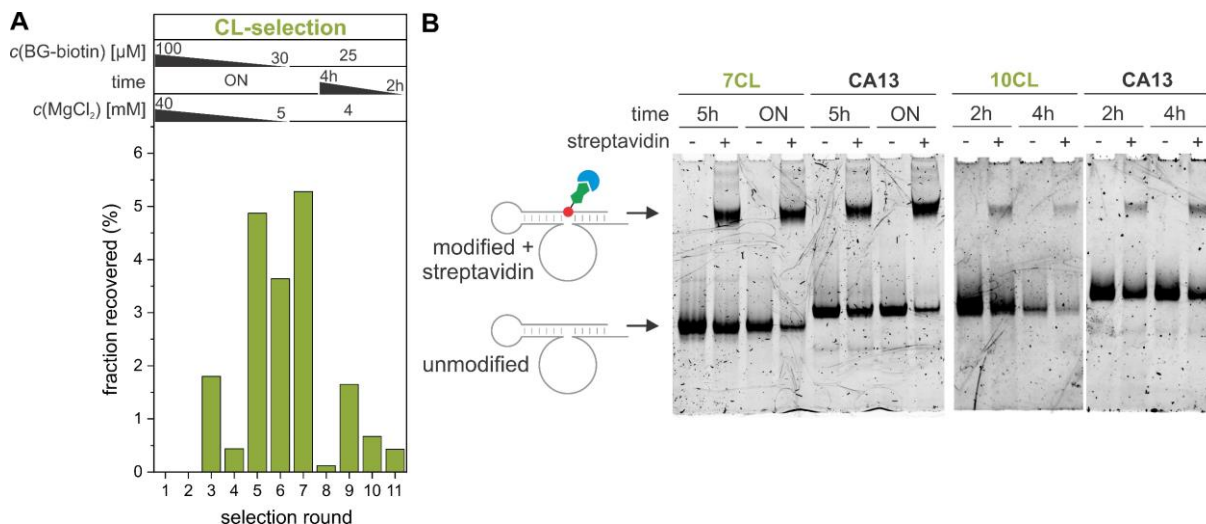 A
CL-selection
c(BG-biotin) [µM]
100
30
25
time
ON
4h
2h
c(MgCl₂) [mM]
40
5
4
fraction recovered (%)
6
5
4
3
2
1
0
1 2 3 4 5 6 7 8 9 10 11
selection round
B
7CL CA13 10CL CA13
time 5h ON 5h ON 2h 4h 2h 4h
streptavidin - + - + - + - + - + - + - + - +
modified +
streptavidin
unmodified